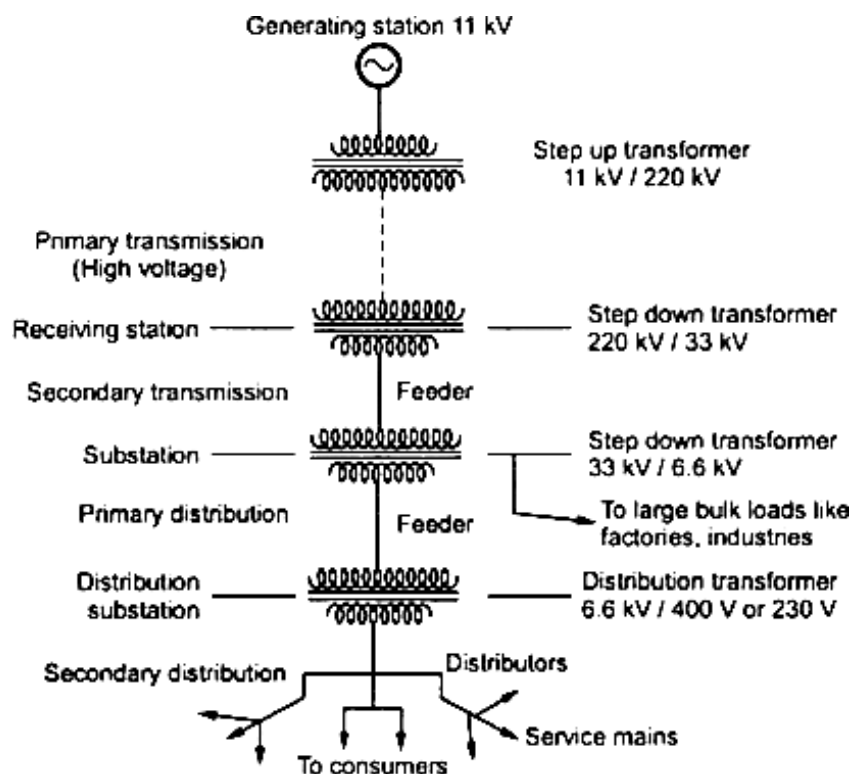 Generating station 11 kV
Step up transformer
11 kV / 220 kV
Primary transmission
(High voltage)
Receiving station
Step down transformer
220 kV / 33 kV
Secondary transmission
Feeder
Substation
Step down transformer
33 kV / 6.6 kV
Primary distribution
Feeder
To large bulk loads like
factories, industries
Distribution
substation
Distribution transformer
6.6 kV / 400 V or 230 V
Secondary distribution
Distributors
Service mains
To consumers